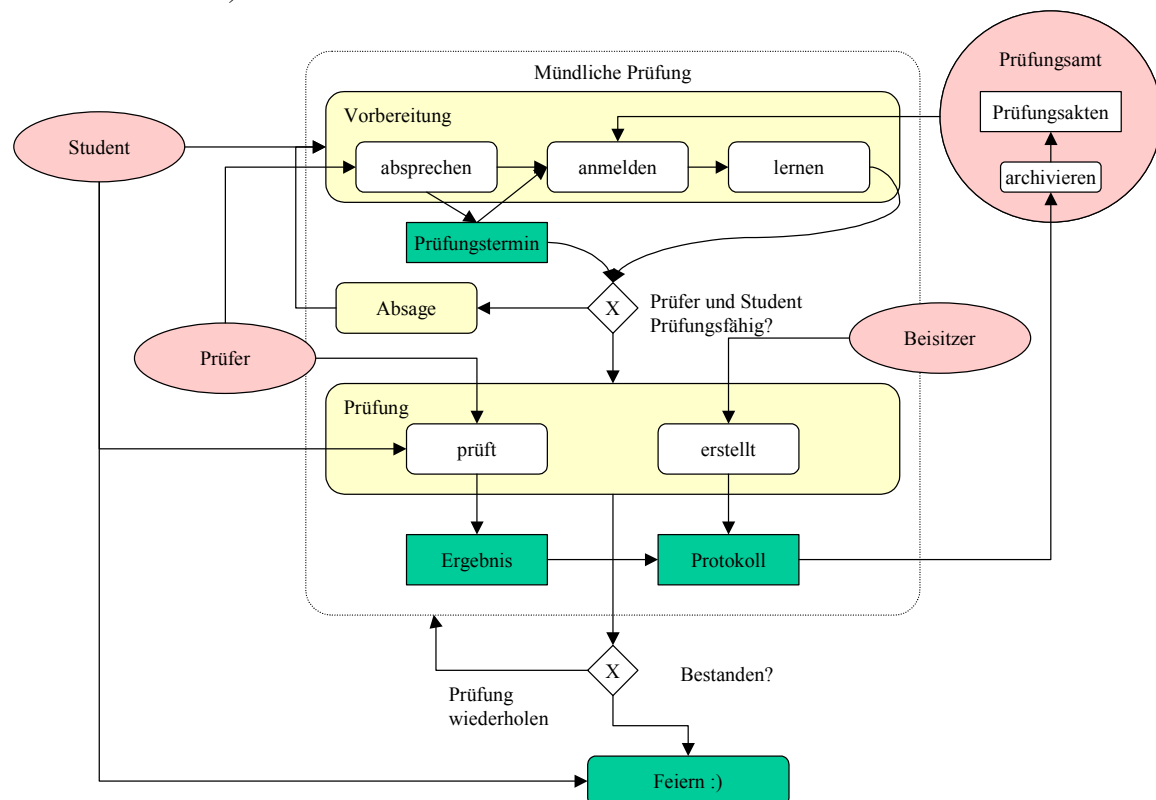 Mündliche Prüfung
Prüfungsamt
Prüfungsakten
archivieren
Vorbereitung
Student
absprechen
anmelden
lernen
Prüfungstermin
Absage
X
Prüfer und Student
Prüfungsfähig?
Prüfer
Beisitzer
Prüfung
prüft
erstellt
Ergebnis
Protokoll
X
Bestanden?
Prüfung
wiederholen
Feiern :)